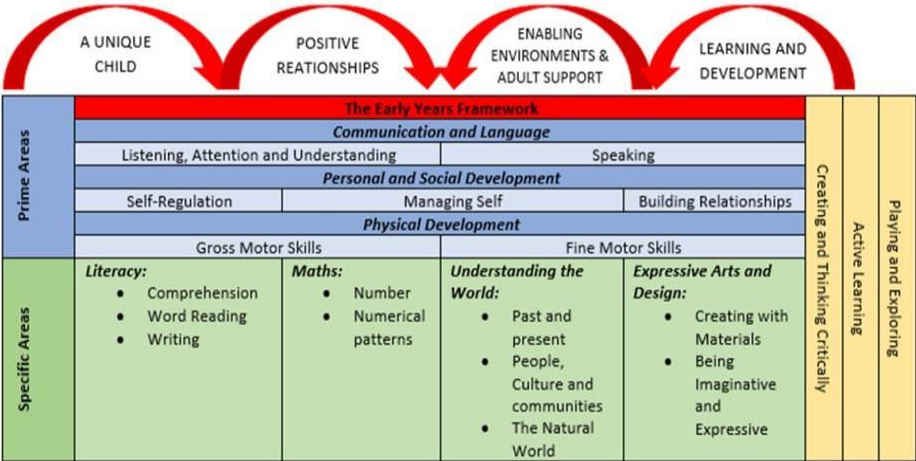 A UNIQUE
CHILD
POSITIVE
REATIONSHIPS
ENABLING
ENVIRONMENTS &
ADULT SUPPORT
LEARNING AND
DEVELOPMENT
Prime Areas
The Early Years Framework
Communication and Language
Listening, Attention and Understanding
Speaking
Personal and Social Development
Self-Regulation
Managing Self
Building Relationships
Physical Development
Gross Motor Skills
Fine Motor Skills
Specific Areas
Literacy:
• Comprehension
• Word Reading
• Writing
Maths:
• Number
• Numerical
patterns
Understanding the
World:
• Past and
present
• People,
Culture and
communities
• The Natural
World
Expressive Arts and
Design:
• Creating with
Materials
• Being
Imaginative
and
Expressive
Creating and Thinking Critically
Active Learning
Playing and Exploring